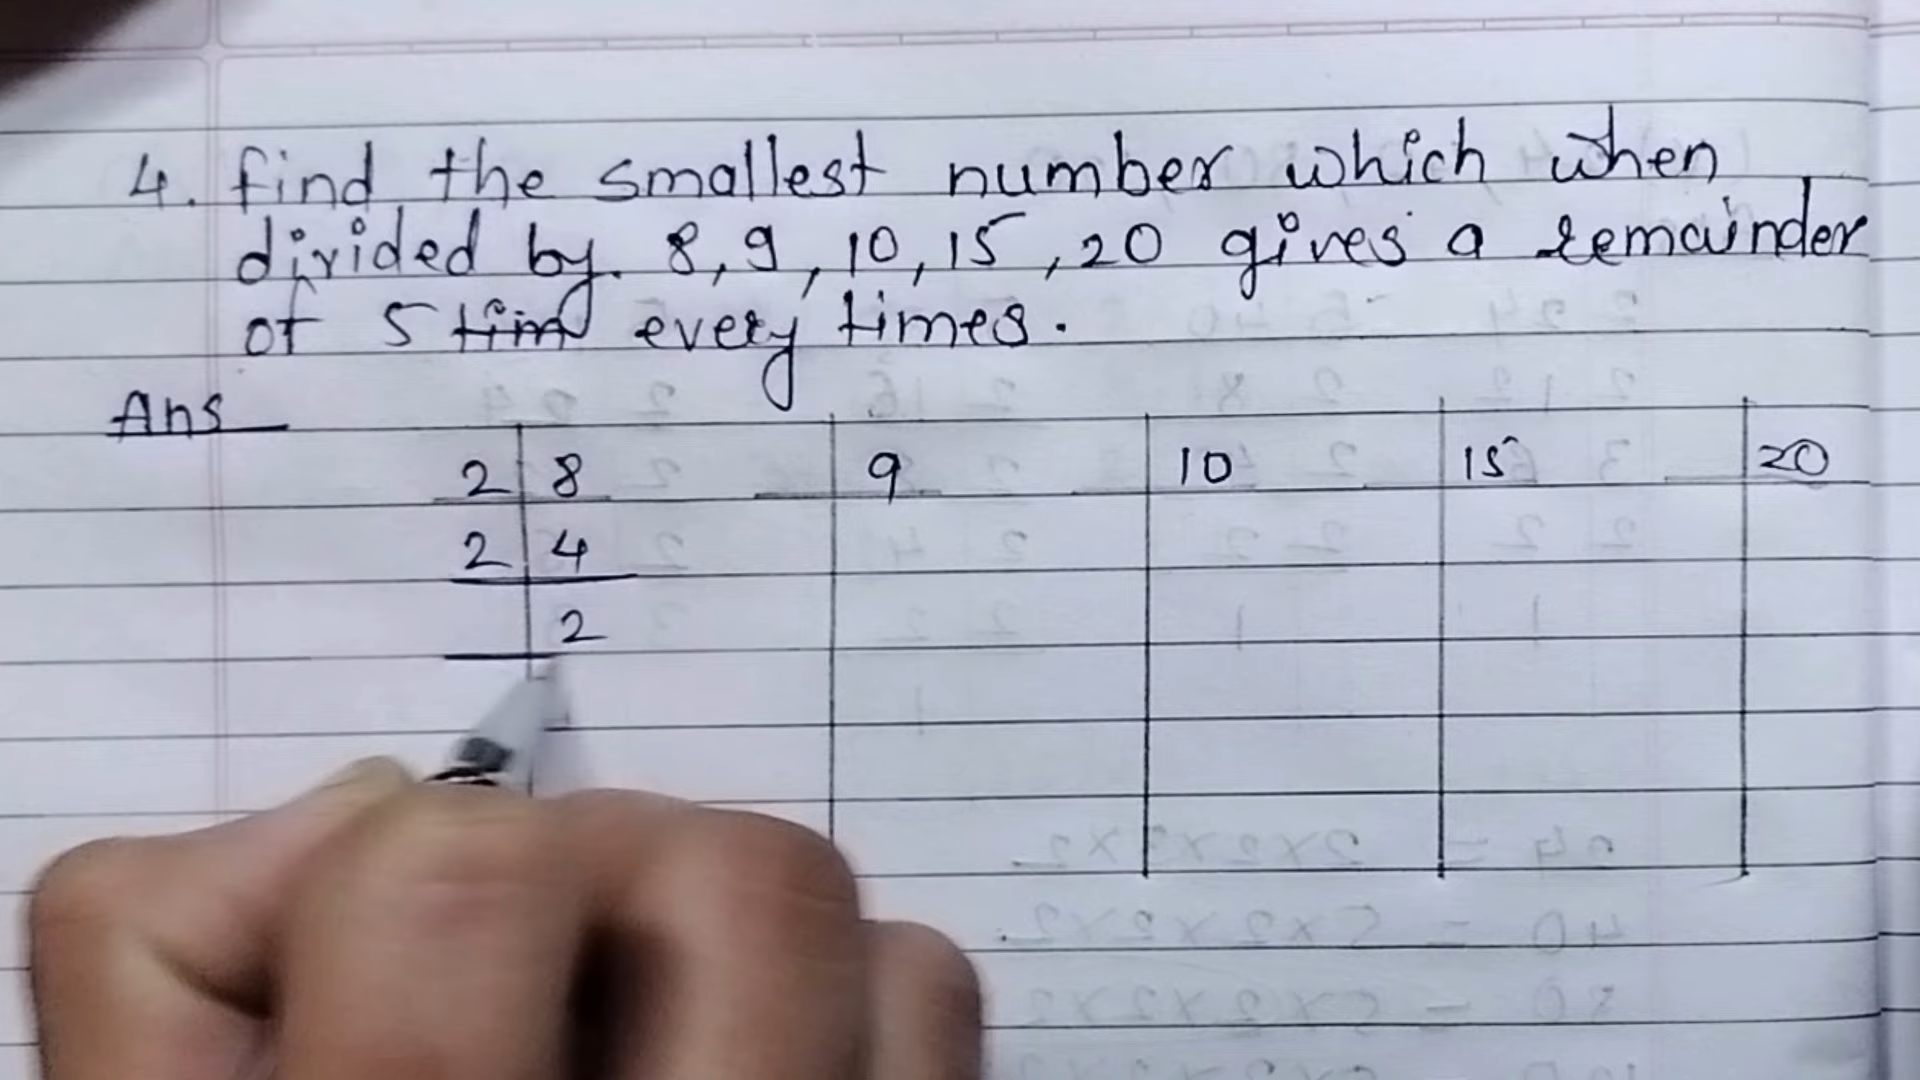 4. find the smallest number which when
divided by. 8, 9, 10, 15, 20 gives a remainder
of 5 tim every times.
Ans
2 8 9 10 15 20
2 4
2